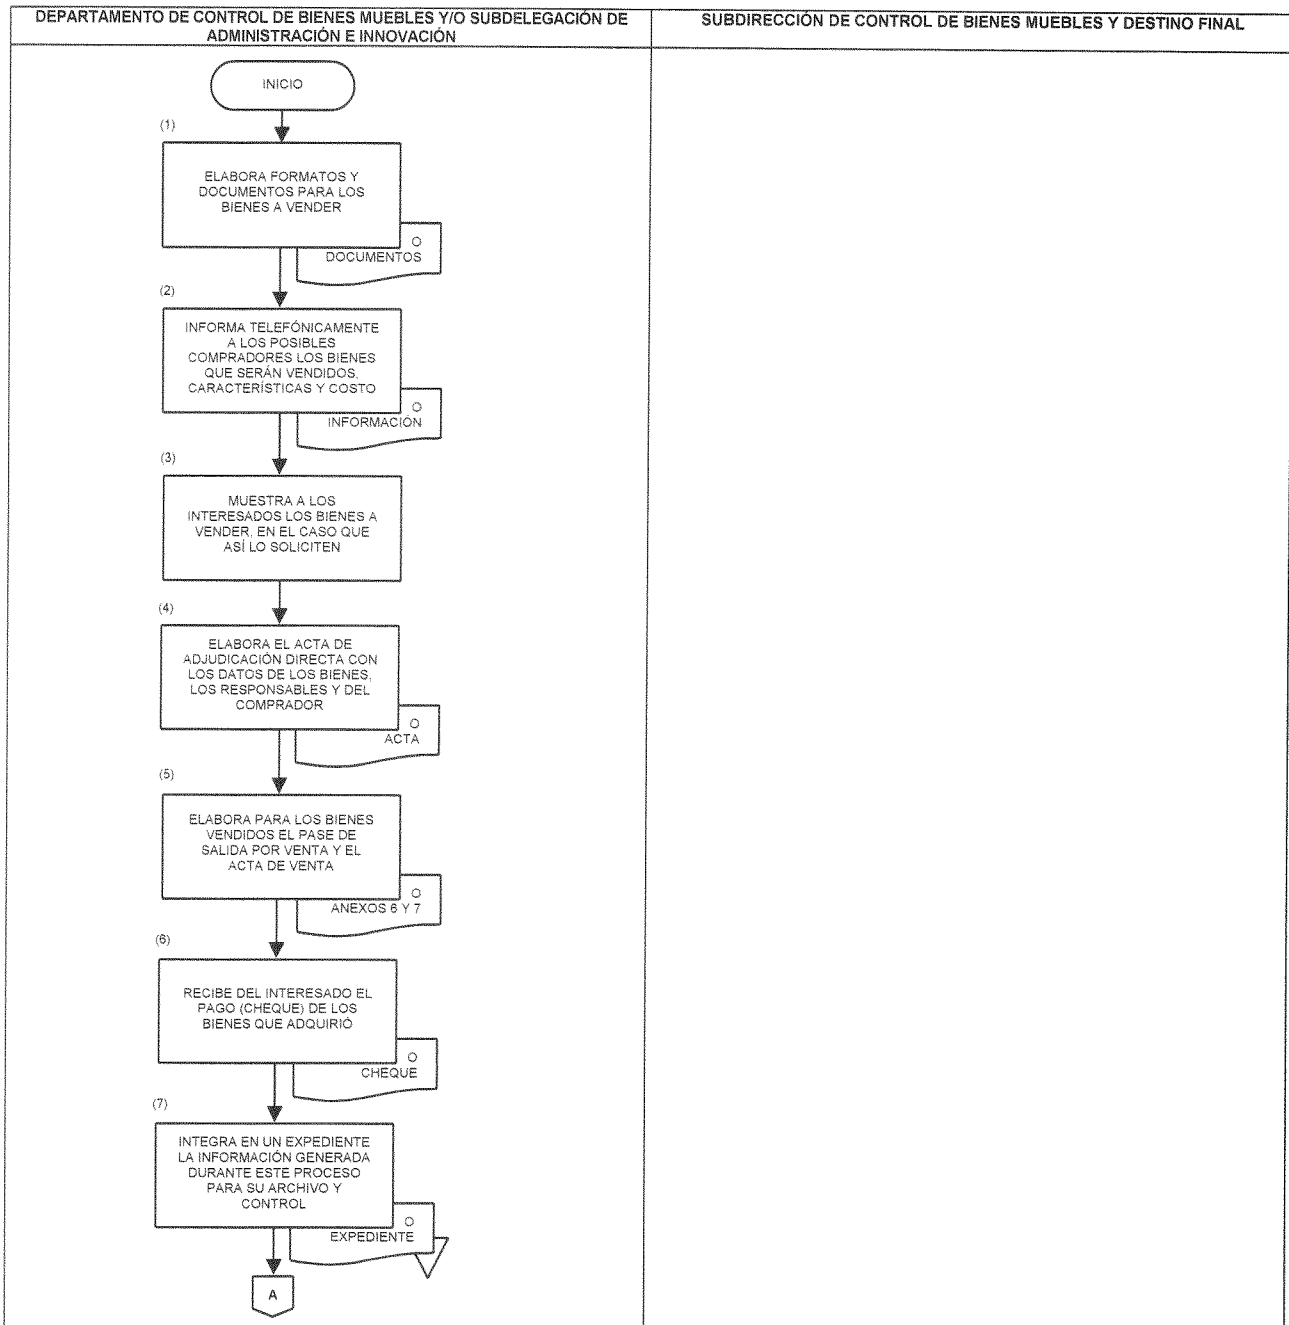 DEPARTAMENTO DE CONTROL DE BIENES MUEBLES Y/O SUBDELEGACIÓN DE
ADMINISTRACIÓN E INNOVACIÓN
SUBDIRECCIÓN DE CONTROL DE BIENES MUEBLES Y DESTINO FINAL
INICIO
(1)
ELABORA FORMATOS Y
DOCUMENTOS PARA LOS
BIENES A VENDER
O
DOCUMENTOS
(2)
INFORMA TELEFÓNICAMENTE
A LOS POSIBLES
COMPRADORES LOS BIENES
QUE SERÁN VENDIDOS,
CARACTERÍSTICAS Y COSTO
O
INFORMACIÓN
(3)
MUESTRA A LOS
INTERESADOS LOS BIENES A
VENDER, EN EL CASO QUE
ASÍ LO SOLICITEN
(4)
ELABORA EL ACTA DE
ADJUDICACIÓN DIRECTA CON
LOS DATOS DE LOS BIENES,
LOS RESPONSABLES Y DEL
COMPRADOR
O
ACTA
(5)
ELABORA PARA LOS BIENES
VENDIDOS EL PASE DE
SALIDA POR VENTA Y EL
ACTA DE VENTA
O
ANEXOS 6 Y 7
(6)
RECIBE DEL INTERESADO EL
PAGO (CHEQUE) DE LOS
BIENES QUE ADQUIRIÓ
O
CHEQUE
(7)
INTEGRA EN UN EXPEDIENTE
LA INFORMACIÓN GENERADA
DURANTE ESTE PROCESO
PARA SU ARCHIVO Y
CONTROL
O
EXPEDIENTE
A